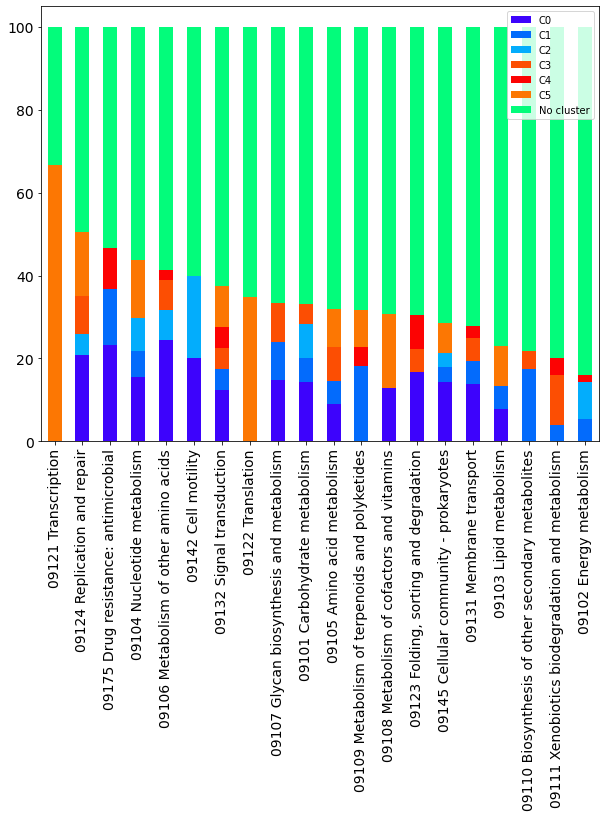 100
80
60
40
20
0
C0
C1
C2
C3
C4
C5
No cluster
09121 Transcription
09124 Replication and repair
09175 Drug resistance: antimicrobial
09104 Nucleotide metabolism
09106 Metabolism of other amino acids
09142 Cell motility
09132 Signal transduction
09122 Translation
09107 Glycan biosynthesis and metabolism
09101 Carbohydrate metabolism
09105 Amino acid metabolism
09109 Metabolism of terpenoids and polyketides
09108 Metabolism of cofactors and vitamins
09123 Folding, sorting and degradation
09145 Cellular community - prokaryotes
09131 Membrane transport
09103 Lipid metabolism
09110 Biosynthesis of other secondary metabolites
09111 Xenobiotics biodegradation and metabolism
09102 Energy metabolism